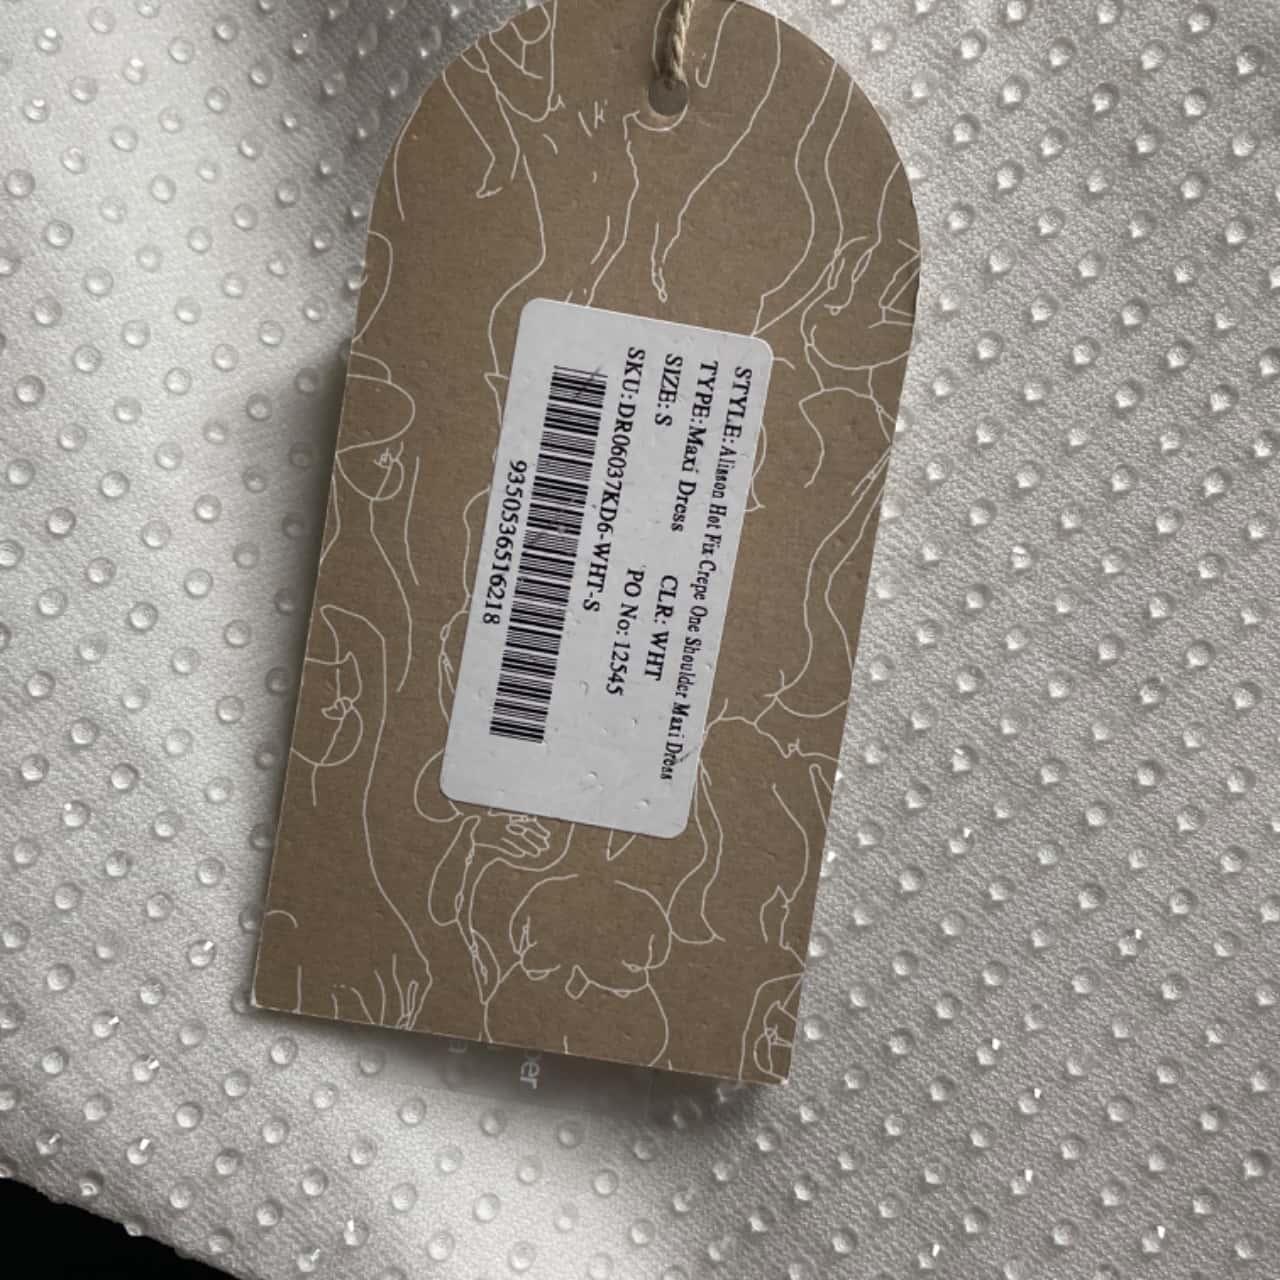 STYLE: Alisson Hot Fix Crepe One Shoulder Maxi Dress
TYPE: Maxi Dress
SIZE: S CLR: WHT
SKU: DR06037KD6-WHT-S PO No: 12545
9350536516218